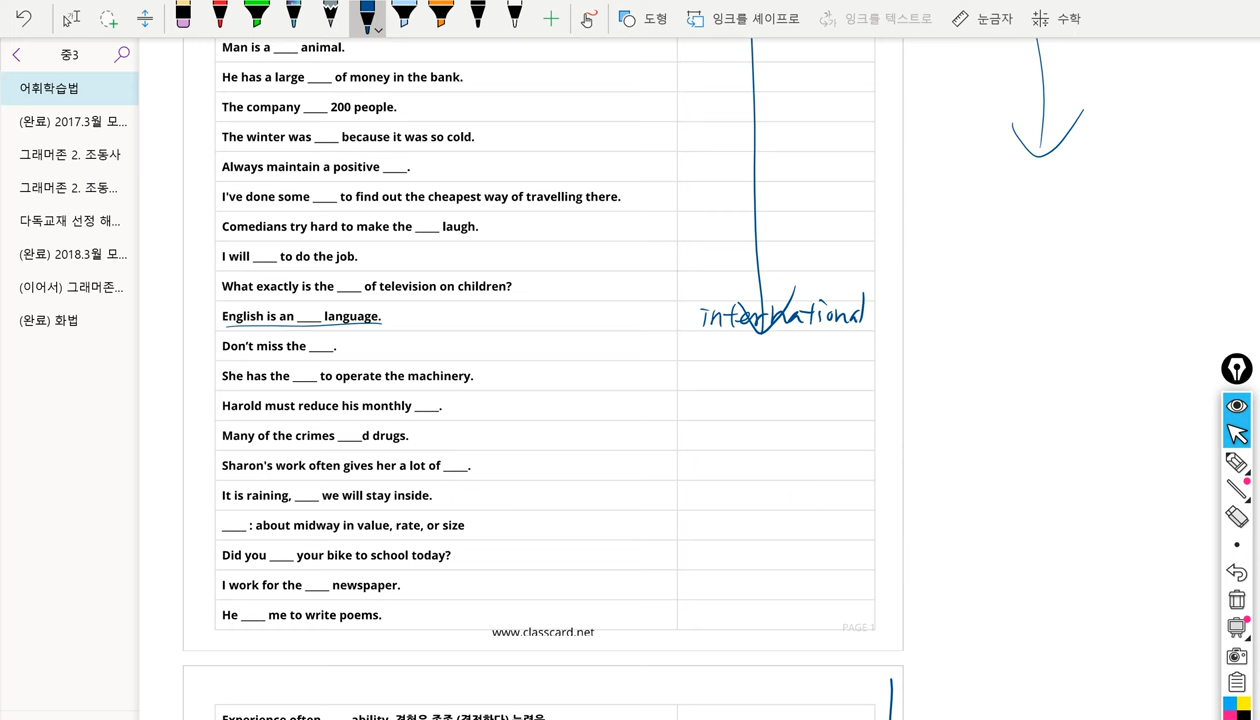 도형
잉크를 셰이프로
잉크를 텍스트로
눈금자
수학
중3
어휘학습법
(완료) 2017.3월 모...
그래머존 2. 조동사
그래머존 2. 조동...
다독교재 선정 해...
(완료) 2018.3월 모...
(이어서) 그래머존...
(완료) 화법
Man is a ____ animal.
He has a large ____ of money in the bank.
The company ____ 200 people.
The winter was ____ because it was so cold.
Always maintain a positive ____.
I've done some ____ to find out the cheapest way of travelling there.
Comedians try hard to make the ____ laugh.
I will ____ to do the job.
What exactly is the ____ of television on children?
English is an ____ language. international
Don't miss the ____.
She has the ____ to operate the machinery.
Harold must reduce his monthly ____.
Many of the crimes ____d drugs.
Sharon's work often gives her a lot of ____.
It is raining, ____ we will stay inside.
____ : about midway in value, rate, or size
Did you ____ your bike to school today?
I work for the ____ newspaper.
He ____ me to write poems.
www.classcard.net
PAGE 1
Experience often ____ ability.